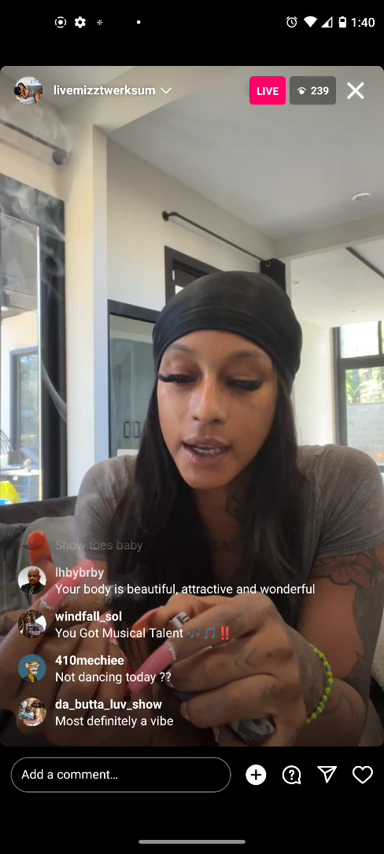 1:40
livemizztwerksum
LIVE
239
Show toes baby
lhbybrby
Your body is beautiful, attractive and wonderful
windfall_sol
You Got Musical Talent 🎶🎵‼️
410mechiee
Not dancing today ??
da_butta_luv_show
Most definitely a vibe
Add a comment...